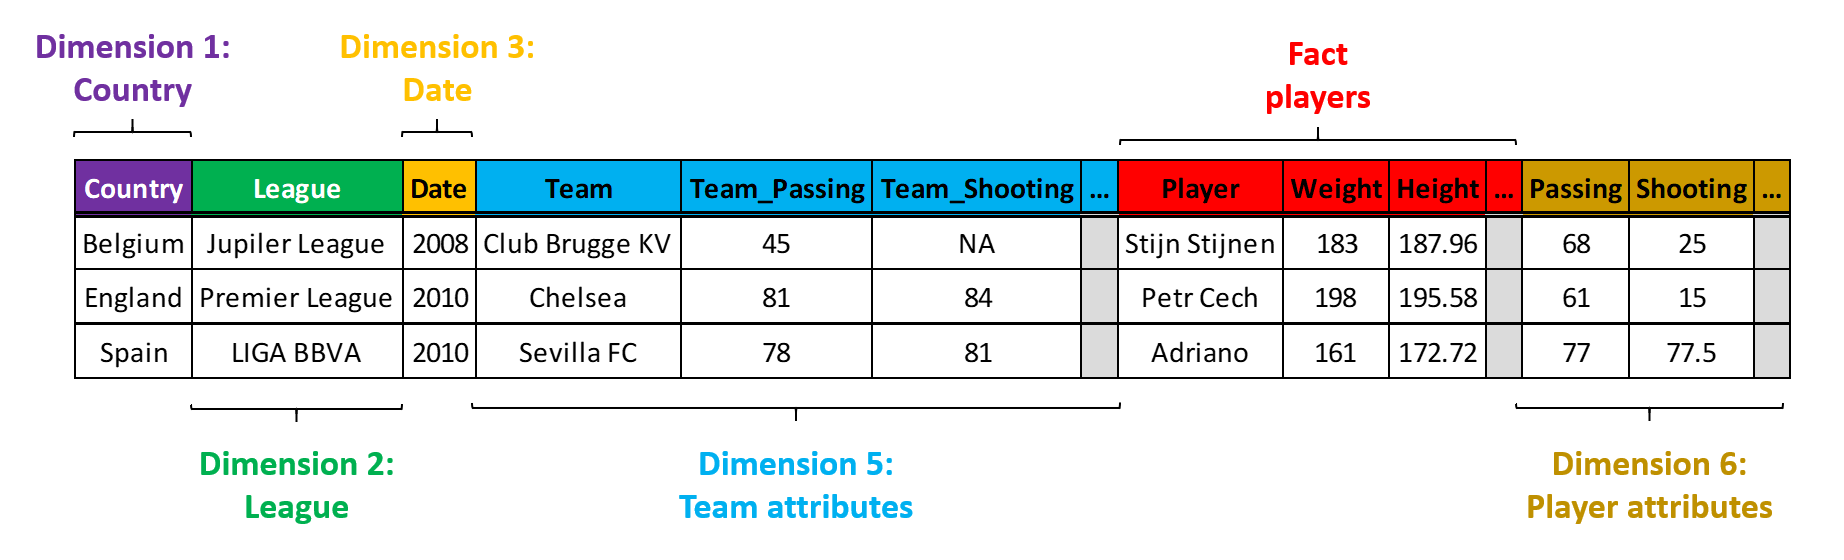 Dimension 1:
Country
Dimension 3:
Date
Fact
players
Country League Date Team Team_Passing Team_Shooting ... Player Weight Height ... Passing Shooting ...
Belgium Jupiler League 2008 Club Brugge KV 45 NA Stijn Stijnen 183 187.96 68 25
England Premier League 2010 Chelsea 81 84 Petr Cech 198 195.58 61 15
Spain LIGA BBVA 2010 Sevilla FC 78 81 Adriano 161 172.72 77 77.5
Dimension 2:
League
Dimension 5:
Team attributes
Dimension 6:
Player attributes